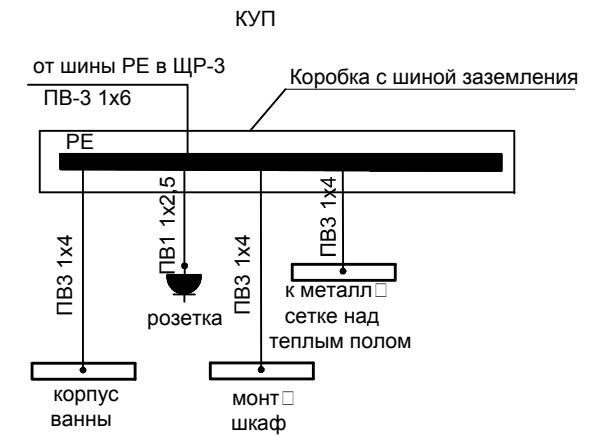 КУП
от шины РЕ в ЩР-3
ПВ-3 1х6
Коробка с шиной заземления
РЕ
ПВ3 1х4
ПВ1 1х2,5
ПВ3 1х4
ПВ3 1х4
розетка
к металл□
сетке над
теплым полом
корпус
ванны
монт□
шкаф